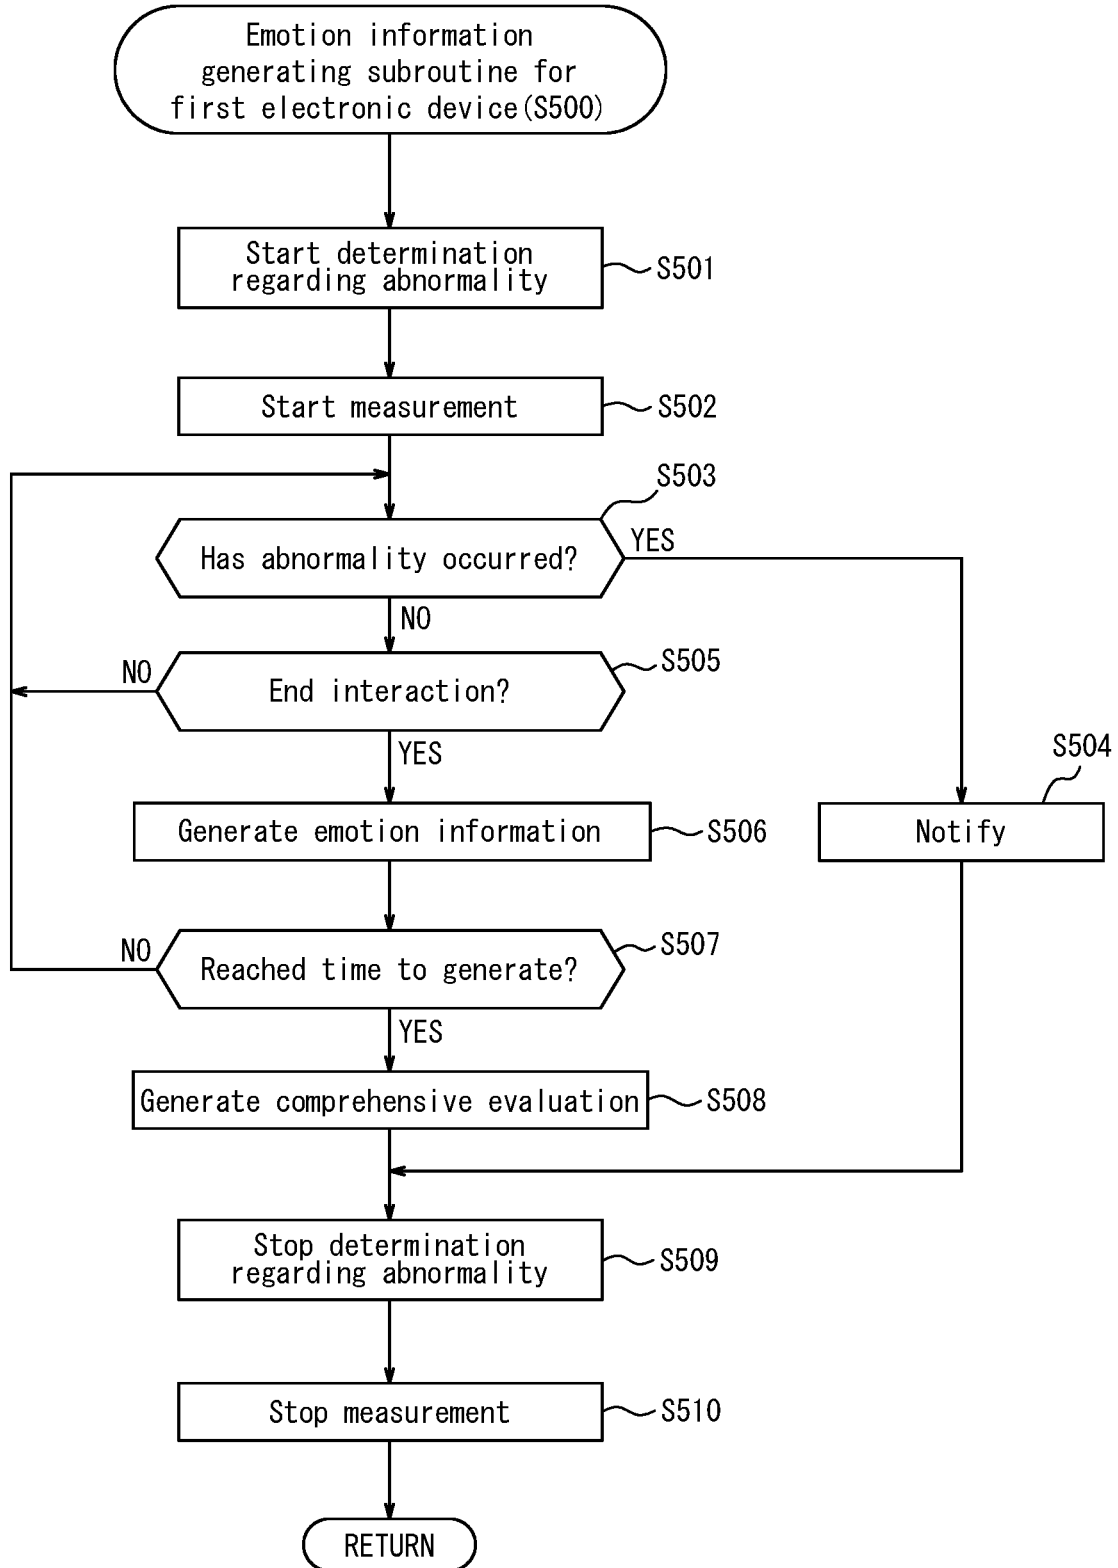 Emotion information
generating subroutine for
first electronic device(S500)
Start determination
regarding abnormality
S501
Start measurement
S502
S503
Has abnormality occurred?
YES
NO
S505
NO
End interaction?
YES
S504
Generate emotion information
S506
Notify
S507
NO
Reached time to generate?
YES
Generate comprehensive evaluation
S508
Stop determination
regarding abnormality
S509
Stop measurement
S510
RETURN